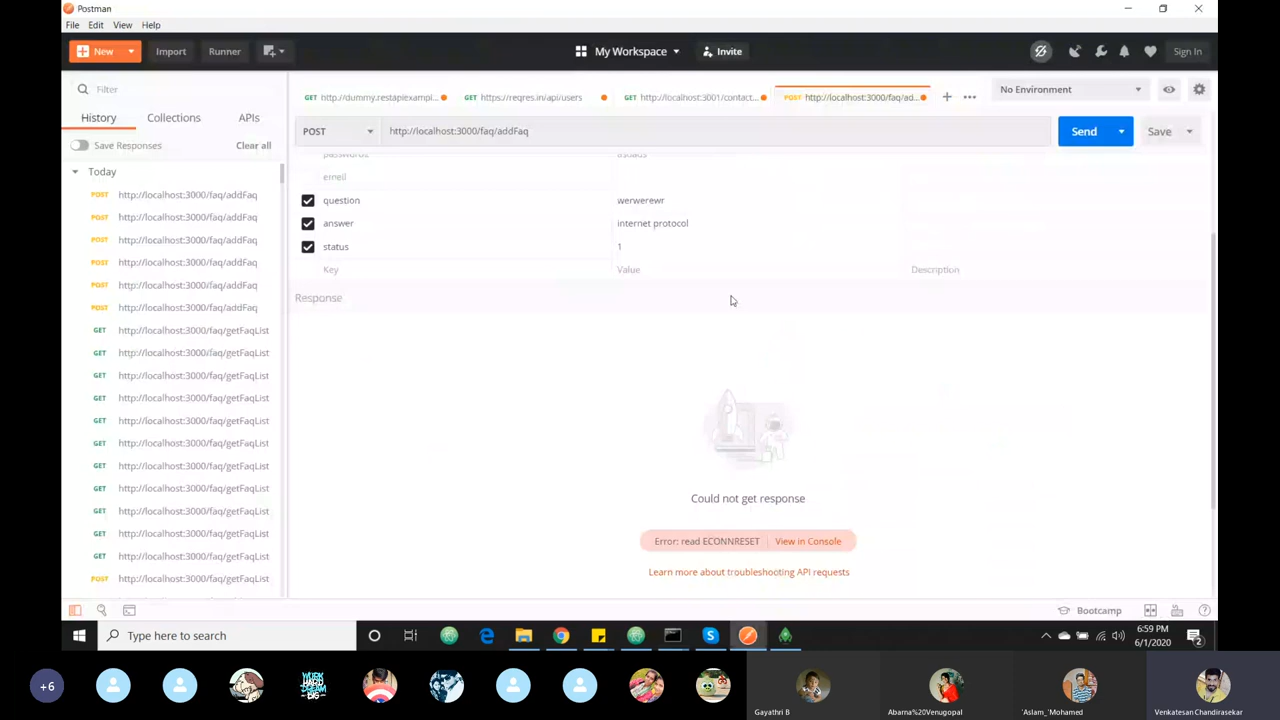 Postman
File Edit View Help
New Import Runner My Workspace Invite Sign In
Filter
History Collections APIs
Save Responses Clear all
Today
POST http://localhost:3000/faq/addFaq
POST http://localhost:3000/faq/addFaq
POST http://localhost:3000/faq/addFaq
POST http://localhost:3000/faq/addFaq
POST http://localhost:3000/faq/addFaq
POST http://localhost:3000/faq/addFaq
GET http://localhost:3000/faq/getFaqList
GET http://localhost:3000/faq/getFaqList
GET http://localhost:3000/faq/getFaqList
GET http://localhost:3000/faq/getFaqList
GET http://localhost:3000/faq/getFaqList
GET http://localhost:3000/faq/getFaqList
GET http://localhost:3000/faq/getFaqList
GET http://localhost:3000/faq/getFaqList
GET http://localhost:3000/faq/getFaqList
GET http://localhost:3000/faq/getFaqList
GET http://localhost:3000/faq/getFaqList
POST http://localhost:3000/faq/getFaqList
GET http://dummy.restapiexampl... GET https://reqres.in/api/users GET http://localhost:3001/contact... POST http://localhost:3000/faq/ad... No Environment
POST http://localhost:3000/faq/addFaq Send Save
question werwerewr
answer internet protocol
status 1
Key Value Description
Response
Could not get response
Error: read ECONNRESET View in Console
Learn more about troubleshooting API requests
Bootcamp
Type here to search
6:59 PM
6/1/2020
2
+6
Gayathri B Abarna%20Venugopal 'Aslam_'Mohamed Venkatesan Chandirasekar